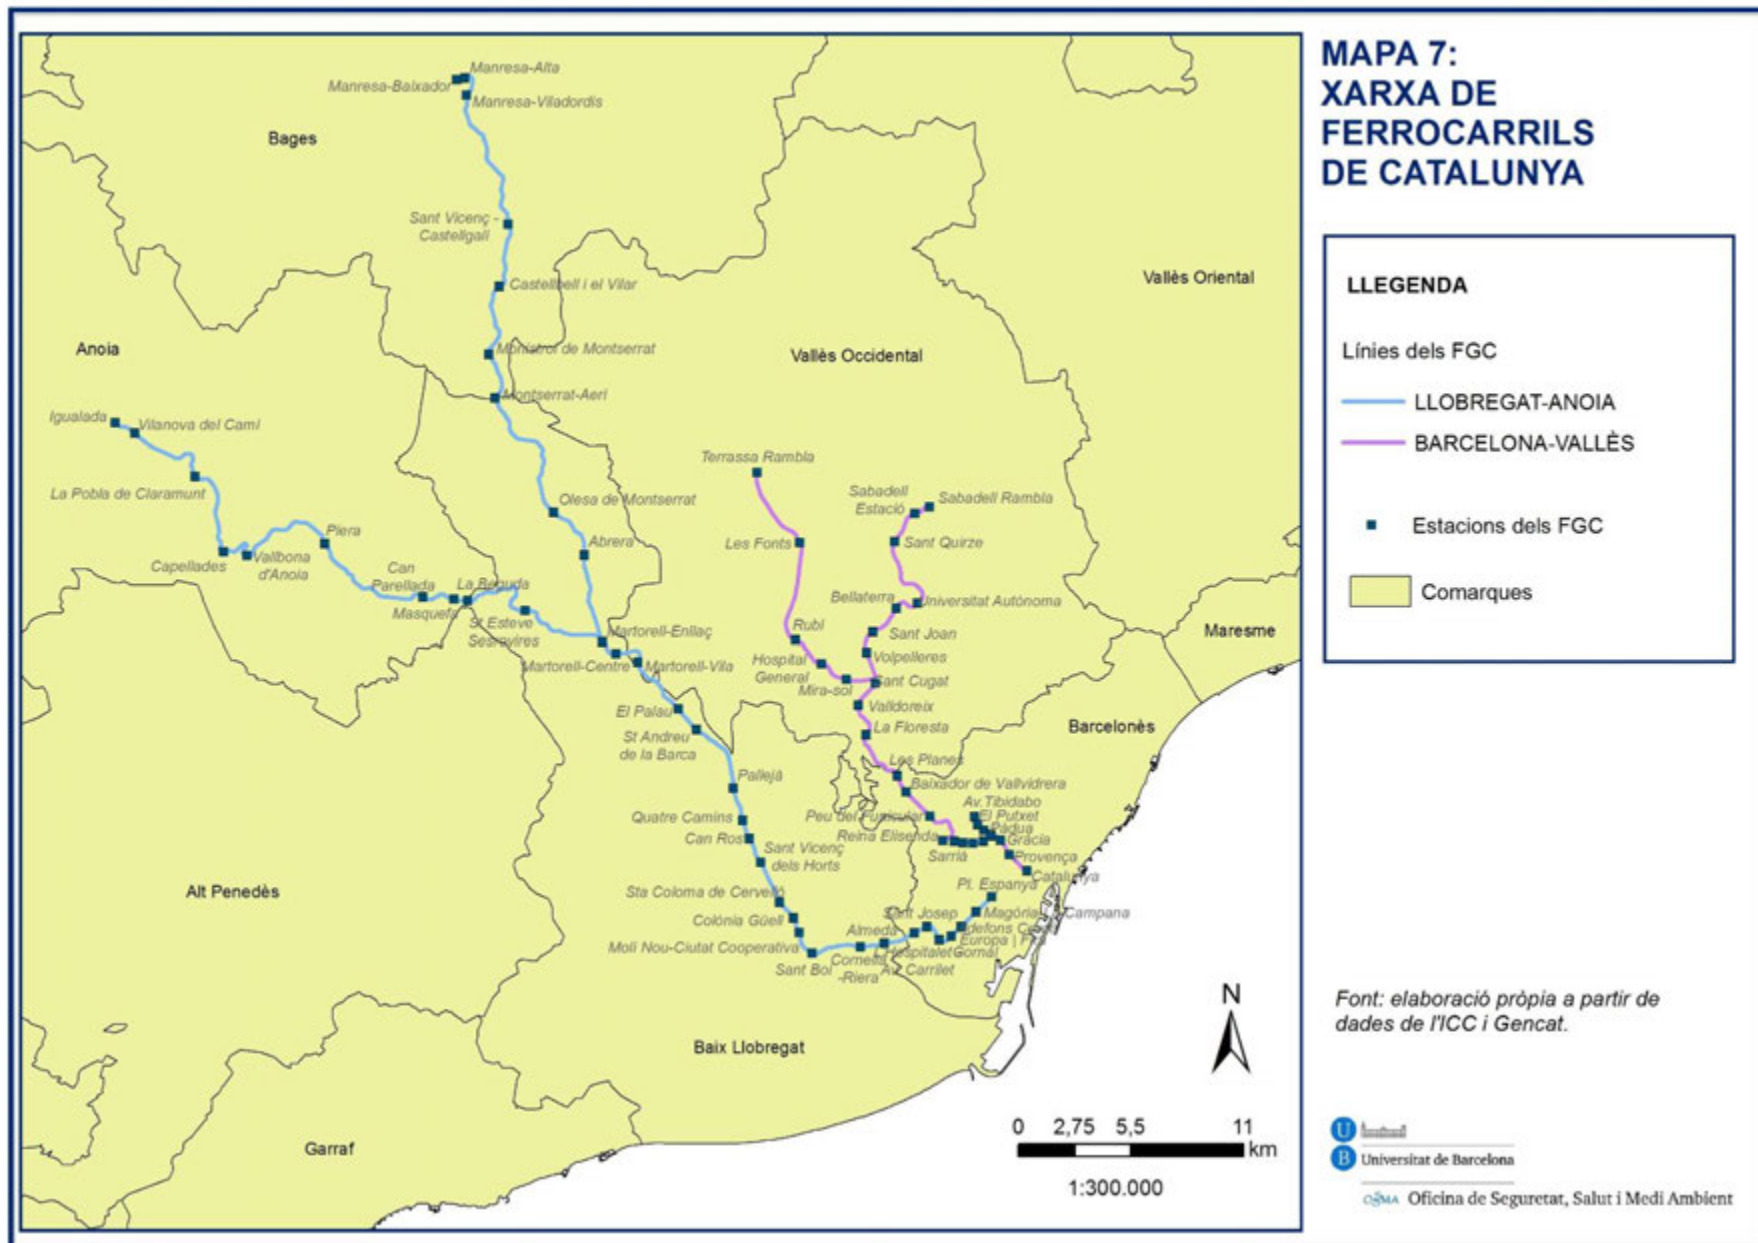 MAPA 7:
XARXA DE
FERROCARRILS
DE CATALUNYA
LLEGENDA
Línies dels FGC
LLOBREGAT-ANOIA
BARCELONA-VALLÈS
Estacions dels FGC
Comarques
Font: elaboració pròpia a partir de
dades de l'ICC i Gencat.
U
B
Universitat de Barcelona
OSMA Oficina de Seguretat, Salut i Medi Ambient
Manresa-Alta
Manresa-Baixador
Manresa-Viladordis
Bages
Sant Vicenç -
Castellgalí
Castellbell i el Vilar
Vallès Oriental
Anoia
Monistrol de Montserrat
Vallès Occidental
Montserrat-Aeri
Igualada
Vilanova del Camí
Terrassa Rambla
La Pobla de Claramunt
Olesa de Montserrat
Sabadell
Estació
Sabadell Rambla
Piera
Abrera
Les Fonts
Sant Quirze
Capellades
Vallbona
d'Anoia
Can
Parellada
La Beguda
Masquefa
St Esteve
Sesrovires
Bellaterra
Universitat Autònoma
Martorell-Enllaç
Rubí
Sant Joan
Maresme
Martorell-Centre
Martorell-Vila
Hospital
General
Volpelleres
Mira-sol
Sant Cugat
El Palau
Valldoreix
St Andreu
de la Barca
La Floresta
Barcelonès
Pallejà
Les Planes
Baixador de Vallvidrera
Quatre Camins
Peu del Funicular
Av.Tibidabo
El Putxet
Pàdua
Can Ros
Reina Elisenda
Gràcia
Sant Vicenç
dels Horts
Sarrià
Provença
Catalunya
Alt Penedès
Sta Coloma de Cervelló
Pl. Espanya
Colònia Güell
Almeda
Sant Josep
Magòria La Campana
Ildefons Cerdà
Europa | Fira
Molí Nou-Ciutat Cooperativa
Sant Boi
Cornellà
-Riera
L'Hospitalet
Av. Carrilet
Gornal
Baix Llobregat
Garraf
N
0 2,75 5,5 11
km
1:300.000